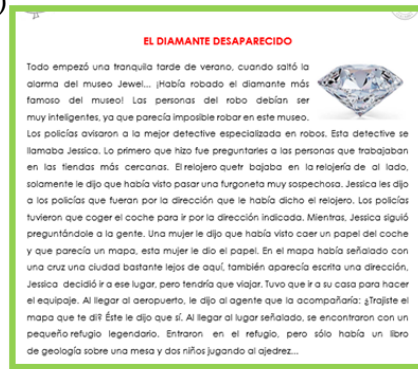 EL DIAMANTE DESAPARECIDO
Todo empezó una tranquila tarde de verano, cuando saltó la
alarma del museo Jewel... ¡Había robado el diamante más
famoso del museo! Las personas del robo debían ser
muy inteligentes, ya que parecía imposible robar en este museo.
Los policías avisaron a la mejor detective especializada en robos. Esta detective se
llamaba Jessica. Lo primero que hizo fue preguntarles a las personas que trabajaban
en las tiendas más cercanas. El relojero quetr bajaba en la relojería de al lado,
solamente le dijo que había visto pasar una furgoneta muy sospechosa. Jessica les dijo
a los policías que fueran por la dirección que le había dicho el relojero. Los policías
tuvieron que coger el coche para ir por la dirección indicada. Mientras, Jessica siguió
preguntándole a la gente. Una mujer le dijo que había visto caer un papel del coche
y que parecía un mapa, esta mujer le dio el papel. En el mapa había señalado con
una cruz una ciudad bastante lejos de aquí, también aparecía escrita una dirección,
Jessica decidió ir a ese lugar, pero tendría que viajar. Tuvo que ir a su casa para hacer
el equipaje. Al llegar al aeropuerto, le dijo al agente que la acompañaría: ¿Trajiste el
mapa que te di? Éste le dijo que sí. Al llegar al lugar señalado, se encontraron con un
pequeño refugio legendario. Entraron en el refugio, pero sólo había un libro
de geología sobre una mesa y dos niños jugando al ajedrez...